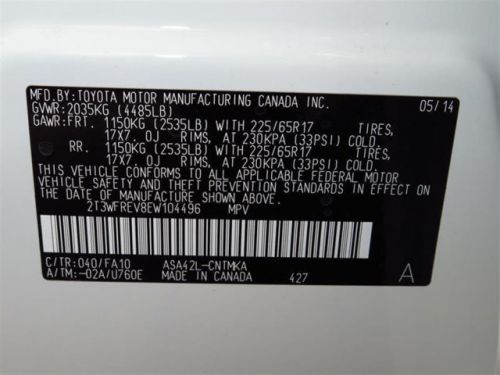 MFD.BY: TOYOTA MOTOR MANUFACTURING CANADA INC. 05/14
GVWR: 2035KG (4485LB)
GAWR: FRT. 1150KG (2535LB) WITH 225/65R17 TIRES,
17X7.0J RIMS, AT 230KPA (33PSI) COLD.
RR. 1150KG (2535LB) WITH 225/65R17 TIRES,
17X7.0J RIMS, AT 230KPA (33PSI) COLD.
THIS VEHICLE CONFORMS TO ALL APPLICABLE FEDERAL MOTOR
VEHICLE SAFETY AND THEFT PREVENTION STANDARDS IN EFFECT
ON THE DATE OF MANUFACTURE SHOWN ABOVE.
2T3WFREV8EW104496 MPV
C/TR: 040/FA10 ASA42L-CNTMKA
A/TM: -02A/U760E MADE IN CANADA 427 A